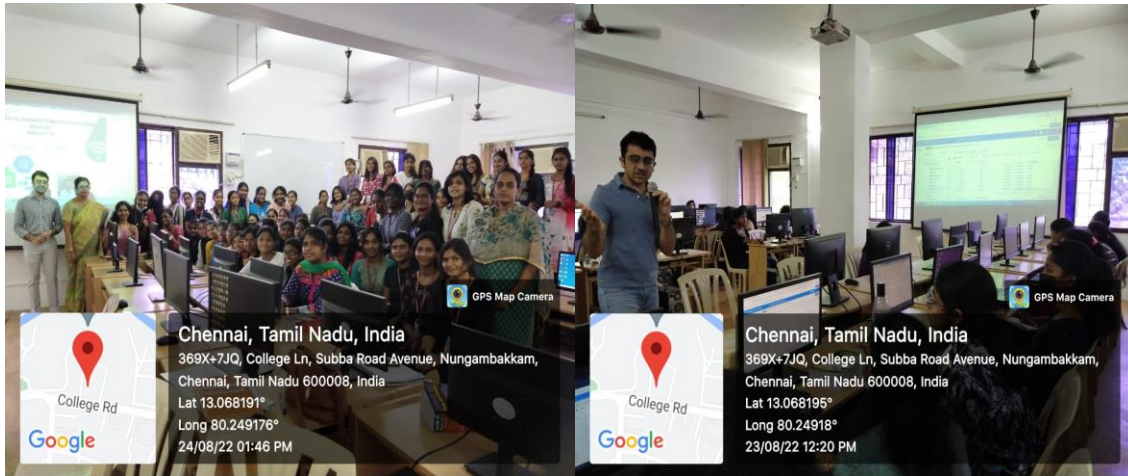 GPS Map Camera
Chennai, Tamil Nadu, India
369X+7JQ, College Ln, Subba Road Avenue, Nungambakkam,
Chennai, Tamil Nadu 600008, India
Lat 13.068191°
Long 80.249176°
24/08/22 01:46 PM
College Rd
Google
GPS Map Camera
Chennai, Tamil Nadu, India
369X+7JQ, College Ln, Subba Road Avenue, Nungambakkam,
Chennai, Tamil Nadu 600008, India
Lat 13.068195°
Long 80.24918°
23/08/22 12:20 PM
College Rd
Google